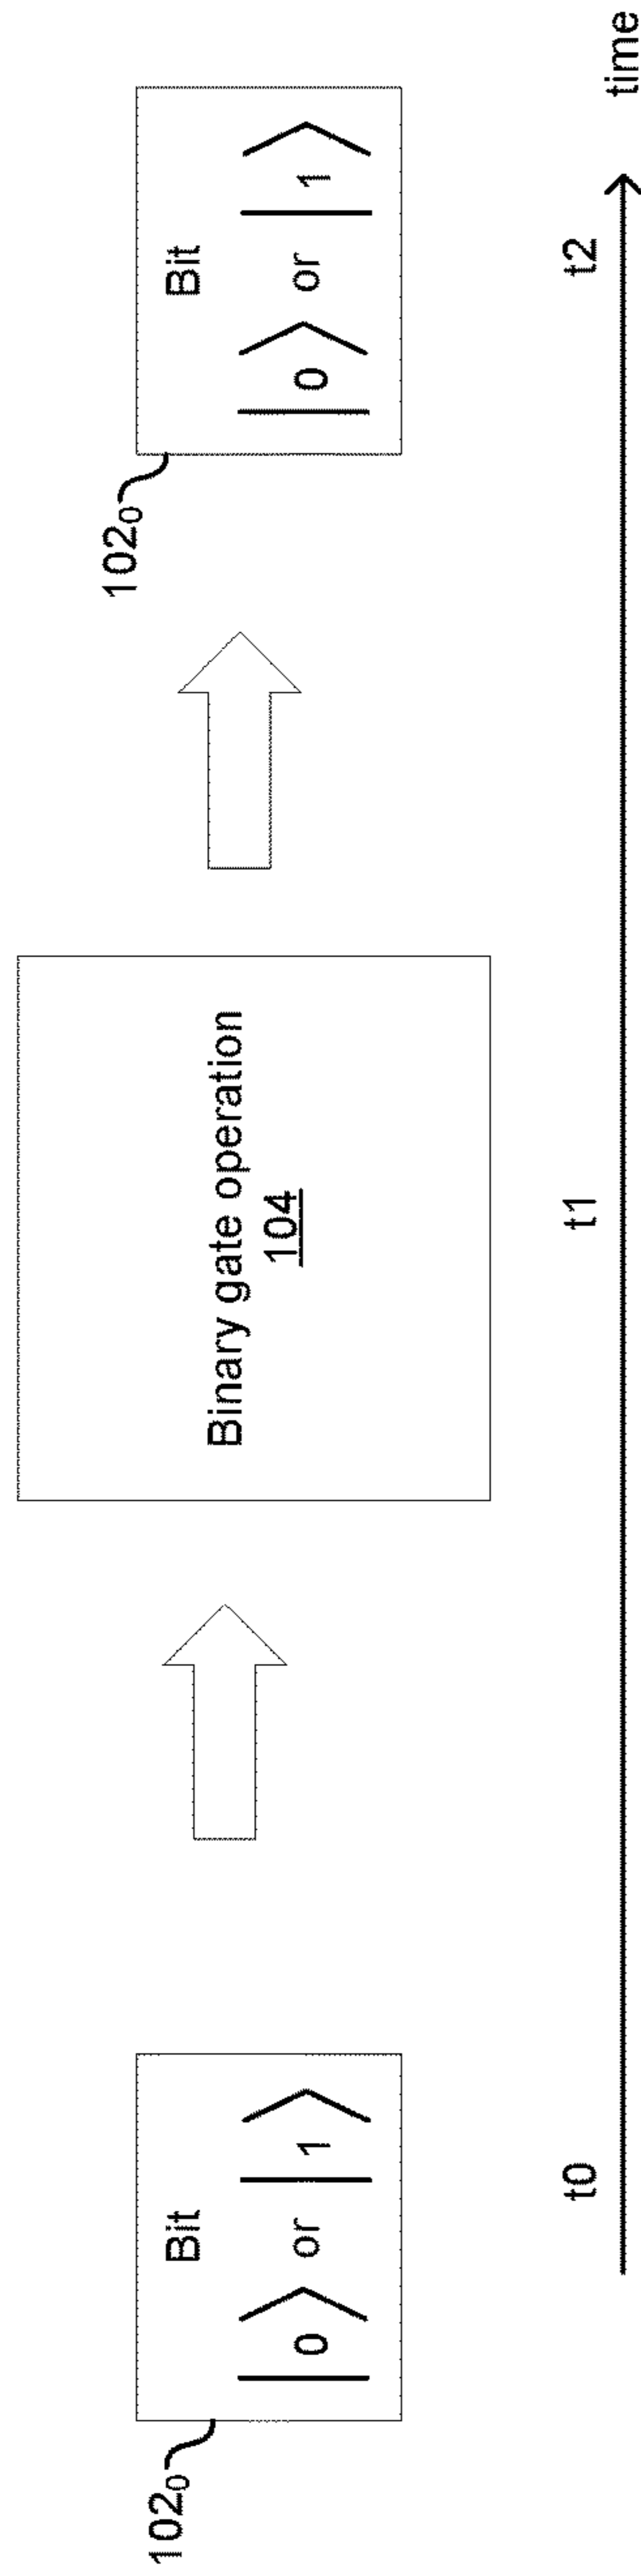 102₀
Bit
|0⟩ or |1⟩
Binary gate operation
104
102₀
Bit
|0⟩ or |1⟩
t0
t1
t2
time